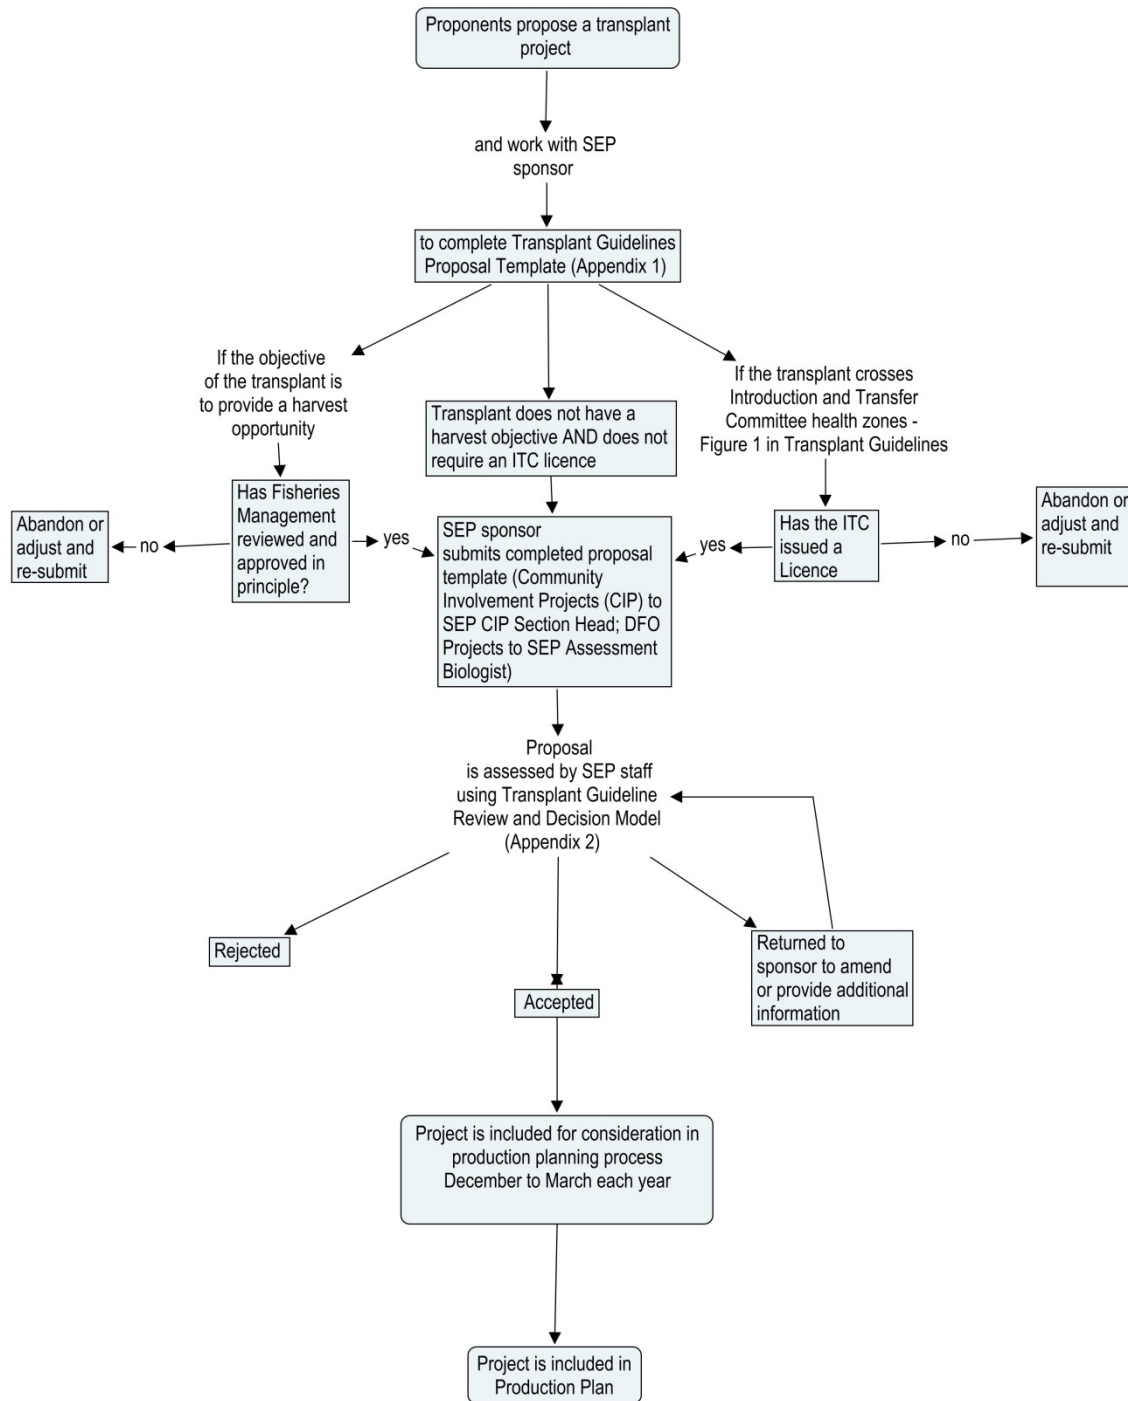 Proponents propose a transplant
project
and work with SEP
sponsor
to complete Transplant Guidelines
Proposal Template (Appendix 1)
If the objective
of the transplant is
to provide a harvest
opportunity
Transplant does not have a
harvest objective AND does not
require an ITC licence
If the transplant crosses
Introduction and Transfer
Committee health zones -
Figure 1 in Transplant Guidelines
Abandon or
adjust and
re-submit
no
Has Fisheries
Management
reviewed and
approved in
principle?
yes
SEP sponsor
submits completed proposal
template (Community
Involvement Projects (CIP) to
SEP CIP Section Head; DFO
Projects to SEP Assessment
Biologist)
yes
Has the ITC
issued a
Licence
no
Abandon or
adjust and
re-submit
Proposal
is assessed by SEP staff
using Transplant Guideline
Review and Decision Model
(Appendix 2)
Rejected
Accepted
Returned to
sponsor to amend
or provide additional
information
Project is included for consideration in
production planning process
December to March each year
Project is included in
Production Plan